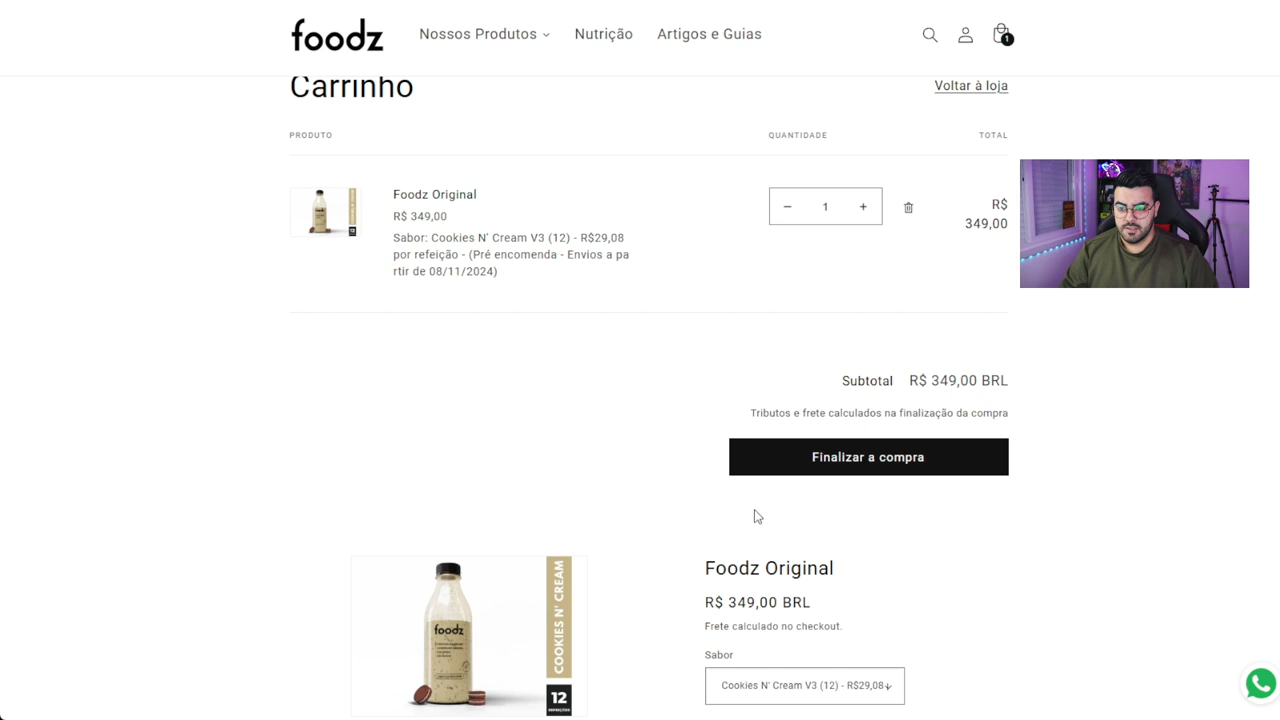 foodz
Nossos Produtos
Nutrição
Artigos e Guias
1
Carrinho
Voltar à loja
PRODUTO
QUANTIDADE
TOTAL
Foodz Original
R$ 349,00
Sabor: Cookies N' Cream V3 (12) - R$29,08
por refeição - (Pré encomenda - Envios a pa
rtir de 08/11/2024)
1
R$
349,00
Subtotal R$ 349,00 BRL
Tributos e frete calculados na finalização da compra
Finalizar a compra
foodz
COOKIES N' CREAM
12
REFEIÇÕES
Foodz Original
R$ 349,00 BRL
Frete calculado no checkout.
Sabor
Cookies N' Cream V3 (12) - R$29,08